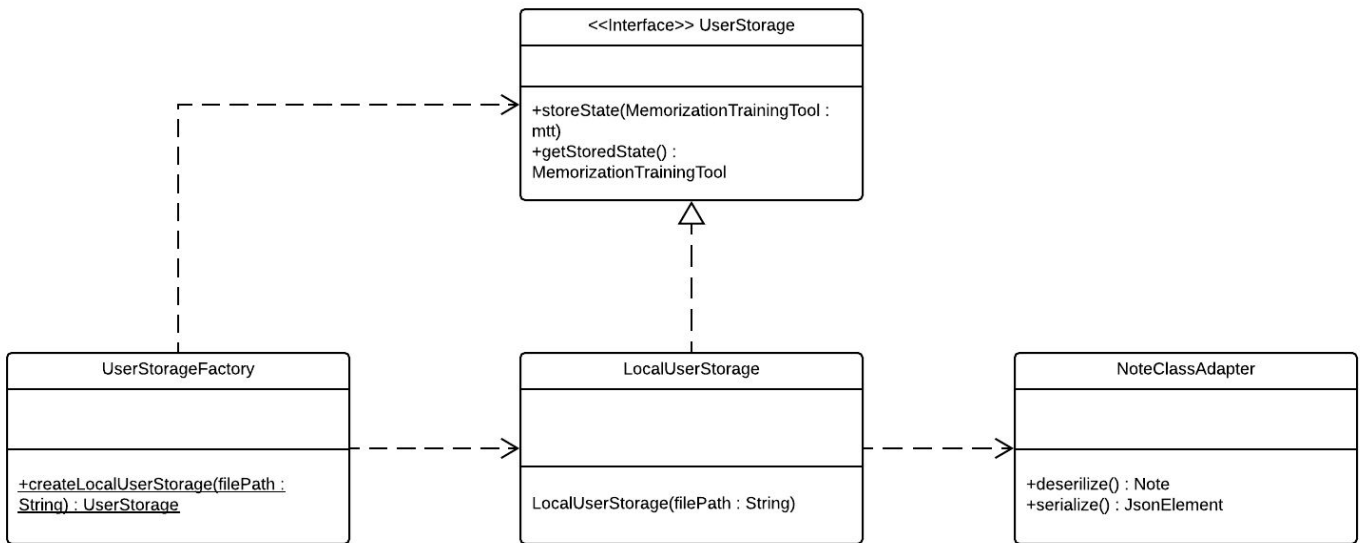 <<Interface>> UserStorage
+storeState(MemorizationTrainingTool :
mtt)
+getStoredState() :
MemorizationTrainingTool
UserStorageFactory
+createLocalUserStorage(filePath :
String) : UserStorage
LocalUserStorage
LocalUserStorage(filePath : String)
NoteClassAdapter
+deserilize() : Note
+serialize() : JsonElement